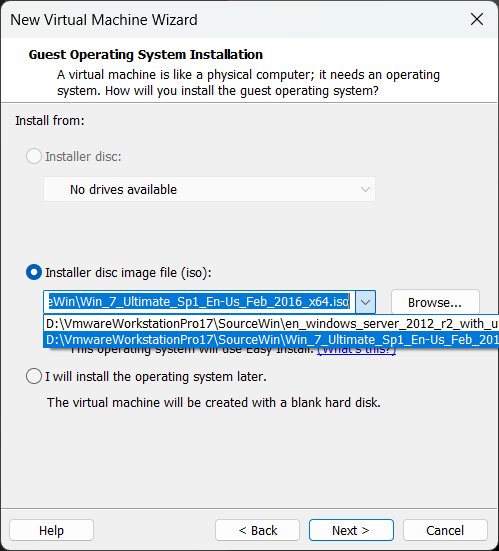 New Virtual Machine Wizard
Guest Operating System Installation
A virtual machine is like a physical computer; it needs an operating
system. How will you install the guest operating system?
Install from:
Installer disc:
No drives available
Installer disc image file (iso):
eWin\Win_7_Ultimate_Sp1_En-Us_Feb_2016_x64.iso
Browse...
D:\VmwareWorkstationPro17\SourceWin\en_windows_server_2012_r2_with_u
D:\VmwareWorkstationPro17\SourceWin\Win_7_Ultimate_Sp1_En-Us_Feb_201
This operating system will use Easy Install. (What's this?)
I will install the operating system later.
The virtual machine will be created with a blank hard disk.
Help
< Back
Next >
Cancel